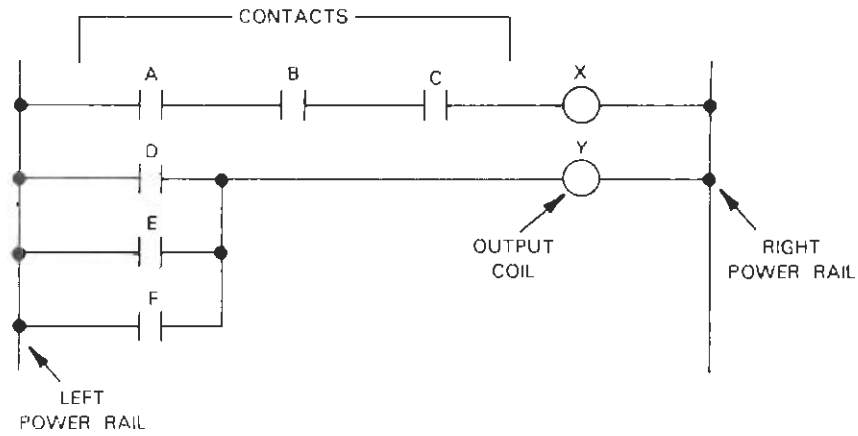 CONTACTS
A
B
C
X
D
Y
E
OUTPUT
COIL
RIGHT
POWER RAIL
F
LEFT
POWER RAIL